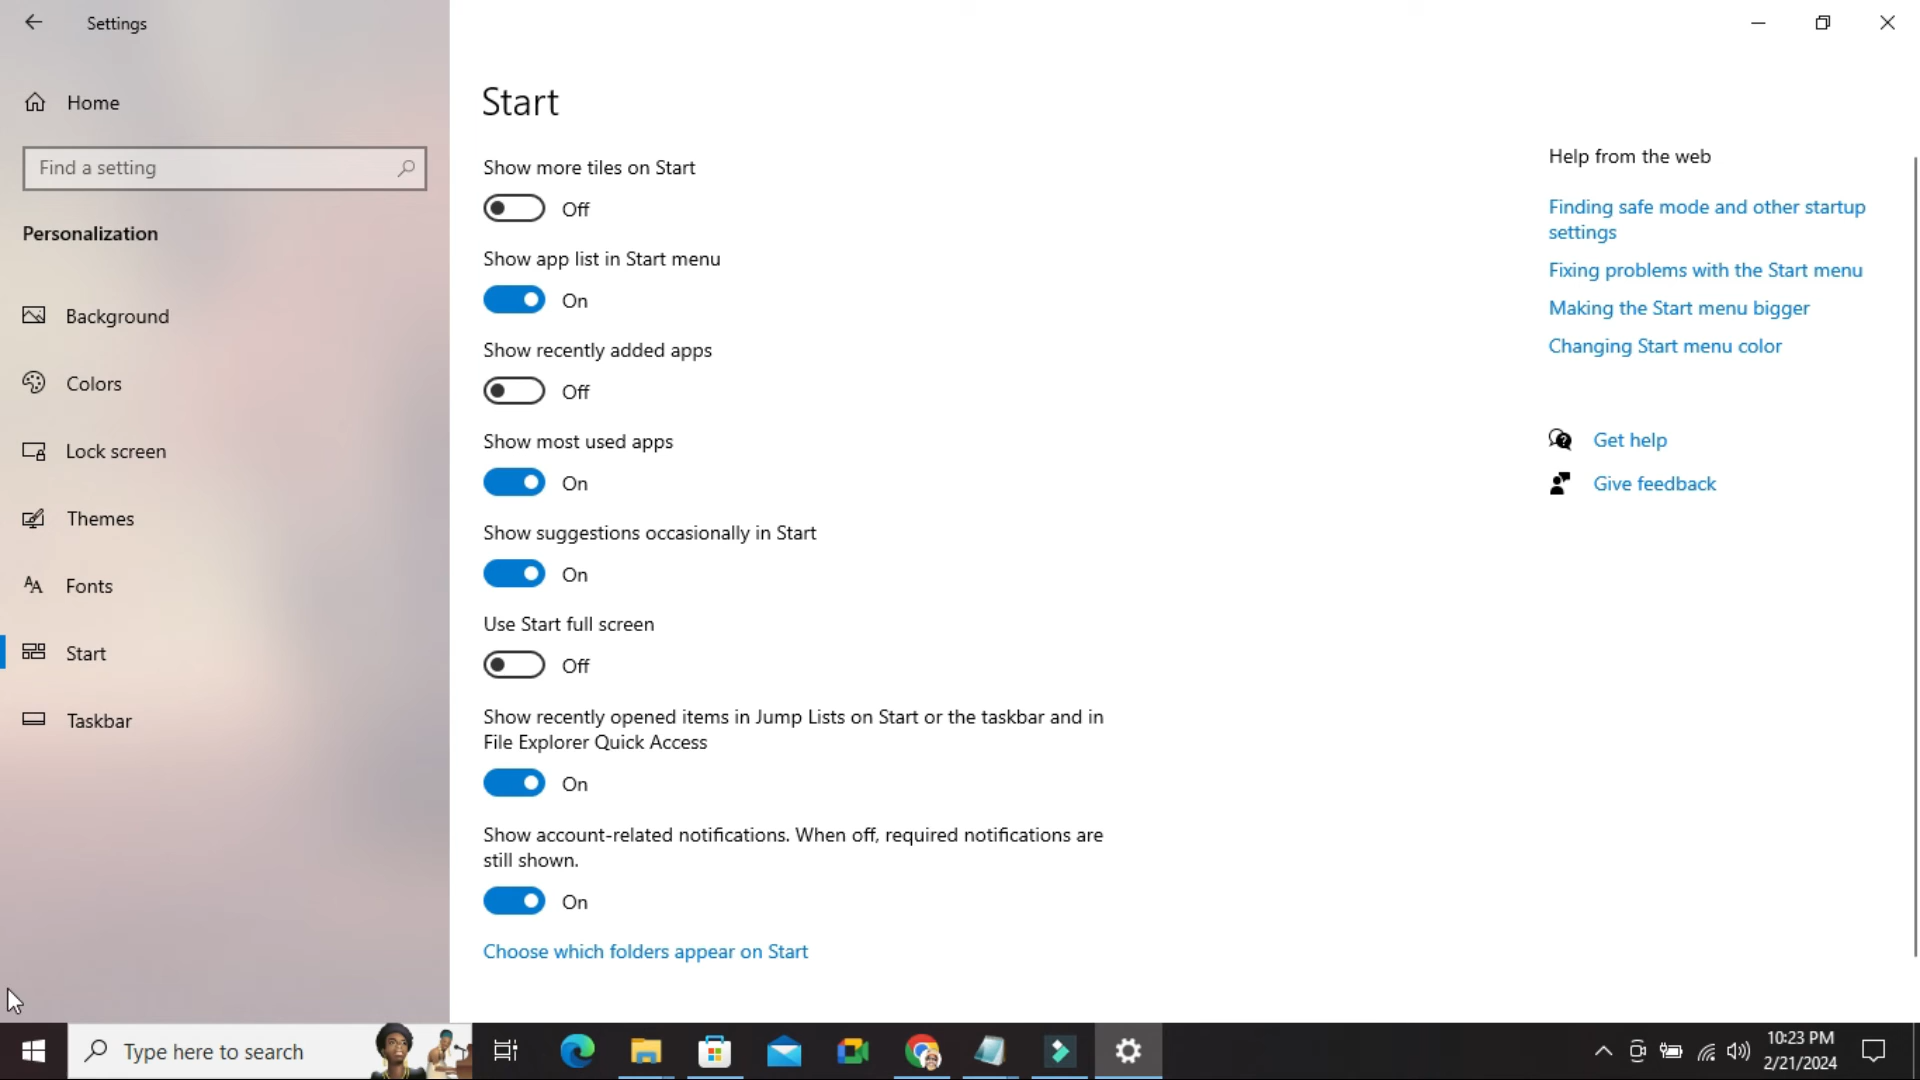 Settings
Home
Find a setting
Personalization
Background
Colors
Lock screen
Themes
Fonts
Start
Taskbar
Start
Show more tiles on Start
Off
Show app list in Start menu
On
Show recently added apps
Off
Show most used apps
On
Show suggestions occasionally in Start
On
Use Start full screen
Off
Show recently opened items in Jump Lists on Start or the taskbar and in
File Explorer Quick Access
On
Show account-related notifications. When off, required notifications are
still shown.
On
Choose which folders appear on Start
Help from the web
Finding safe mode and other startup
settings
Fixing problems with the Start menu
Making the Start menu bigger
Changing Start menu color
Get help
Give feedback
Type here to search
10:23 PM
2/21/2024